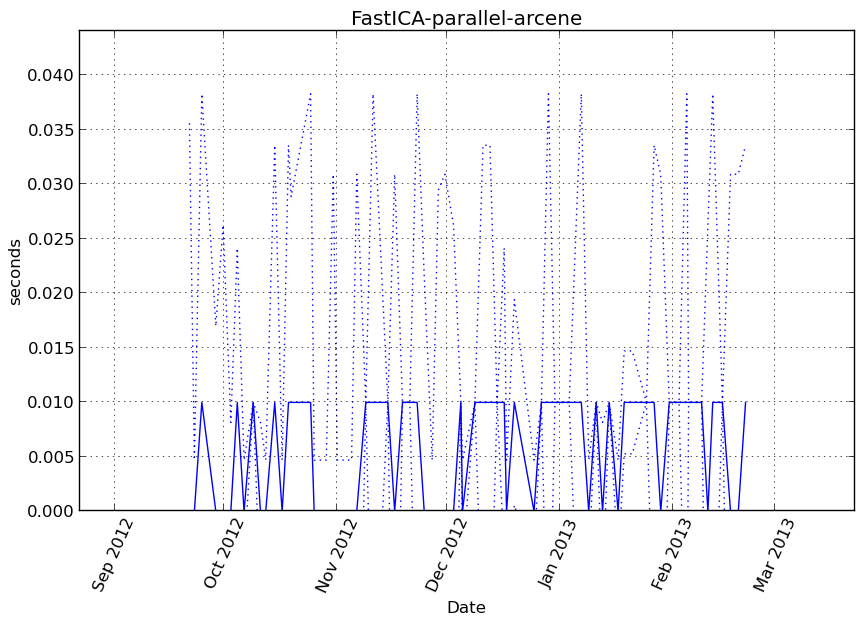 FastICA-parallel-arcene
0.040
0.035
0.030
0.025
0.020
0.015
0.010
0.005
0.000
seconds
Sep 2012
Oct 2012
Nov 2012
Dec 2012
Jan 2013
Feb 2013
Mar 2013
Date